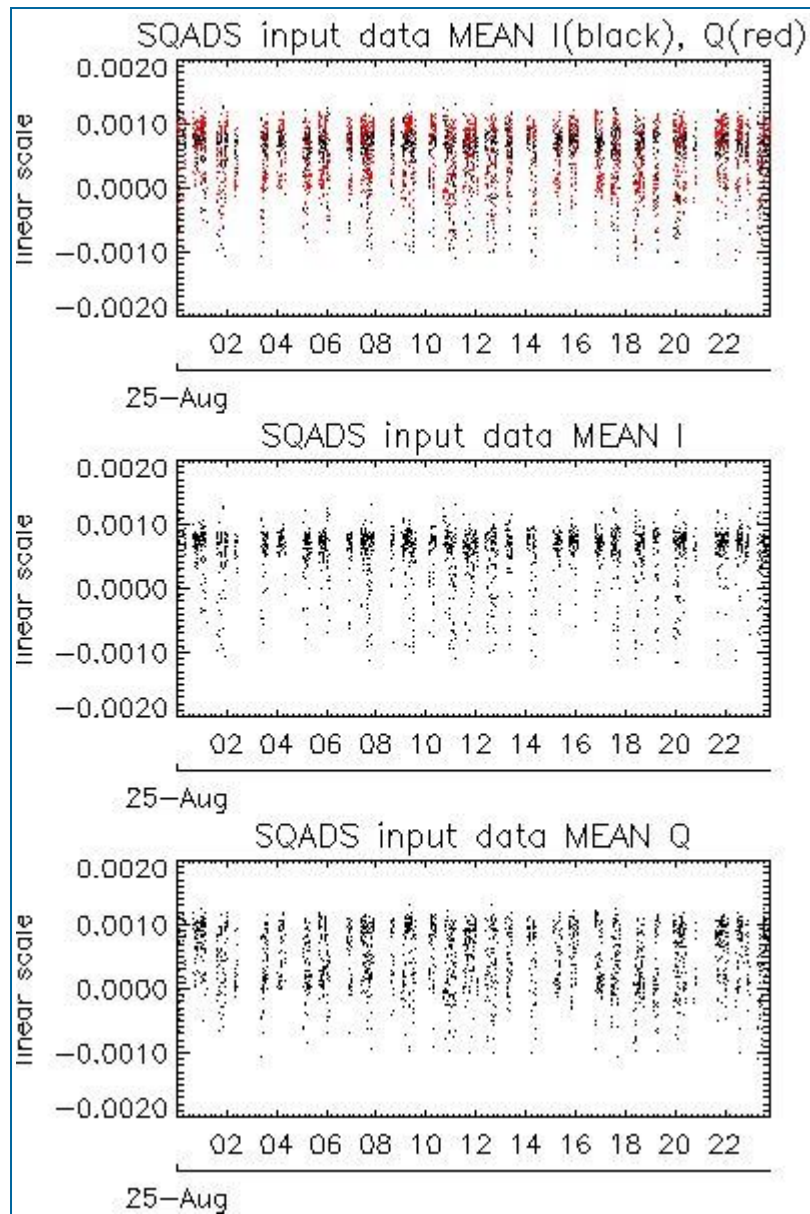 SQADS input data MEAN I(black), Q(red)
0.0020
0.0010
0.0000
−0.0010
−0.0020
linear scale
02 04 06 08 10 12 14 16 18 20 22
25−Aug
SQADS input data MEAN I
0.0020
0.0010
0.0000
−0.0010
−0.0020
linear scale
02 04 06 08 10 12 14 16 18 20 22
25−Aug
SQADS input data MEAN Q
0.0020
0.0010
0.0000
−0.0010
−0.0020
linear scale
02 04 06 08 10 12 14 16 18 20 22
25−Aug